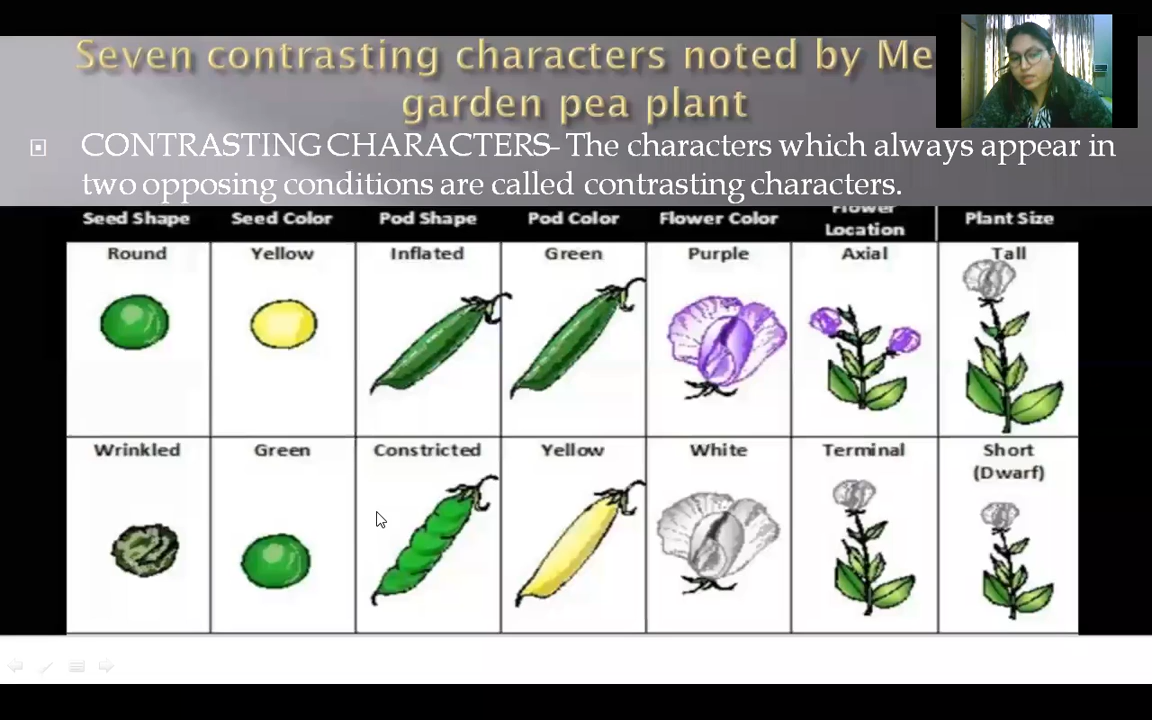 Seven contrasting characters noted by Me
garden pea plant
CONTRASTING CHARACTERS- The characters which always appear in
two opposing conditions are called contrasting characters.
Seed Shape Seed Color Pod Shape Pod Color Flower Color Flower Location Plant Size
Round Yellow Inflated Green Purple Axial Tall
Wrinkled Green Constricted Yellow White Terminal Short
(Dwarf)